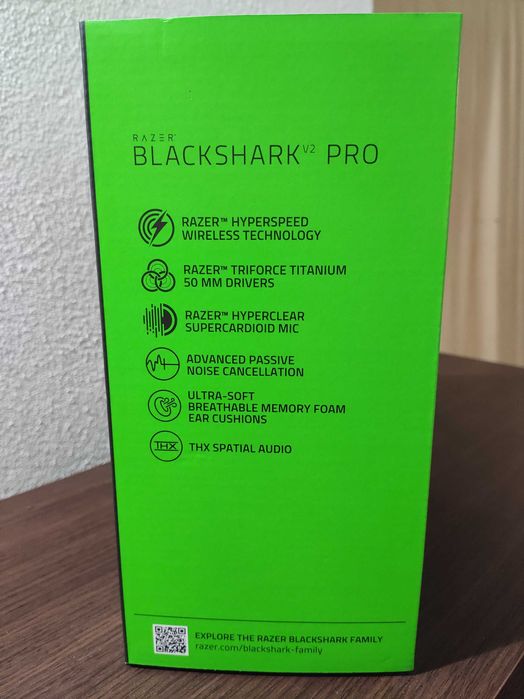 RAZER™
BLACKSHARK V2 PRO
RAZER™ HYPERSPEED
WIRELESS TECHNOLOGY
RAZER™ TRIFORCE TITANIUM
50 MM DRIVERS
RAZER™ HYPERCLEAR
SUPERCARDIOID MIC
ADVANCED PASSIVE
NOISE CANCELLATION
ULTRA-SOFT
BREATHABLE MEMORY FOAM
EAR CUSHIONS
THX
THX SPATIAL AUDIO
EXPLORE THE RAZER BLACKSHARK FAMILY
razer.com/blackshark-family